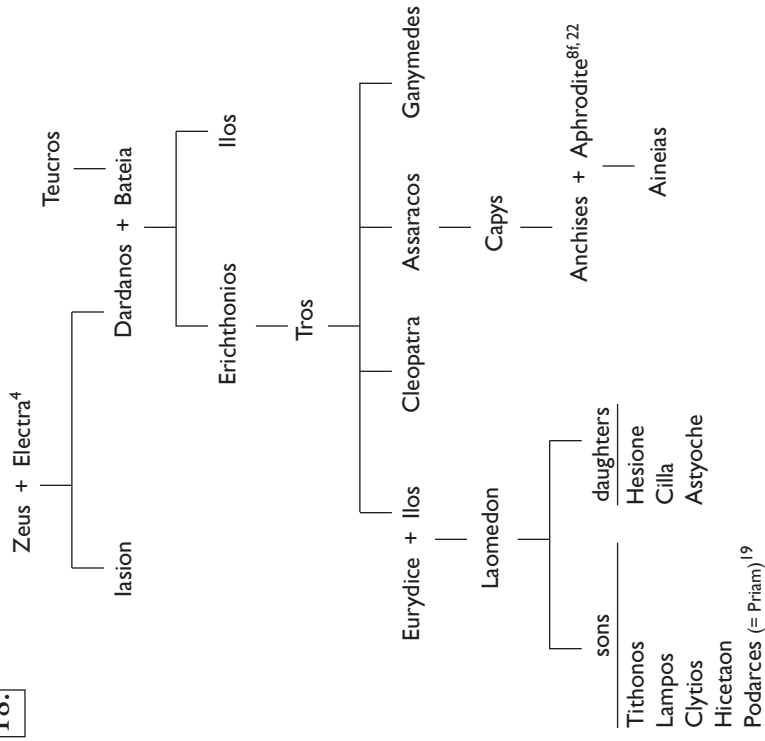 18.
Zeus + Electra4
Teucros
Iasion
Dardanos + Bateia
Erichthonios
Ilos
Tros
Eurydice + Ilos
Cleopatra
Assaracos
Ganymedes
Laomedon
Capys
sons
daughters
Anchises + Aphrodite8f, 22
Tithonos
Hesione
Lampos
Cilla
Aineias
Clytios
Astyoche
Hicetaon
Podarces (= Priam)19